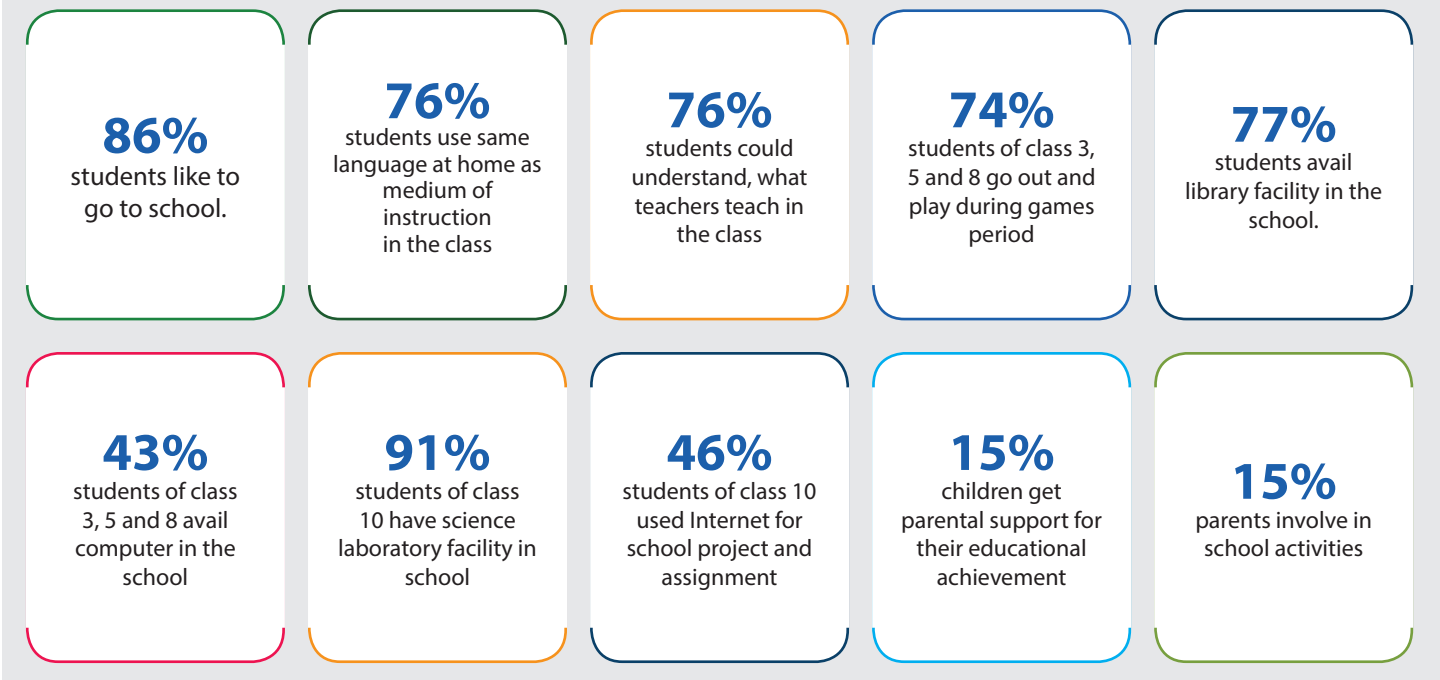 86%
students like to
go to school.
76%
students use same
language at home as
medium of
instruction
in the class
76%
students could
understand, what
teachers teach in
the class
74%
students of class 3,
5 and 8 go out and
play during games
period
77%
students avail
library facility in the
school.
43%
students of class
3, 5 and 8 avail
computer in the
school
91%
students of class
10 have science
laboratory facility in
school
46%
students of class 10
used Internet for
school project and
assignment
15%
children get
parental support for
their educational
achievement
15%
parents involve in
school activities